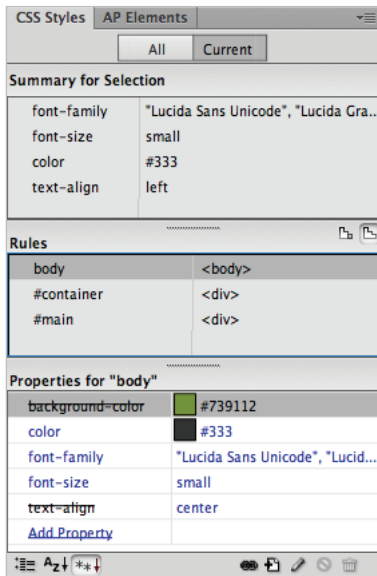 CSS Styles AP Elements
All Current
Summary for Selection
font-family "Lucida Sans Unicode", "Lucida Gra...
font-size small
color #333
text-align left
Rules
body <body>
#container <div>
#main <div>
Properties for "body"
background-color #739112
color #333
font-family "Lucida Sans Unicode", "Lucid...
font-size small
text-align center
Add Property
Az↓ **↓